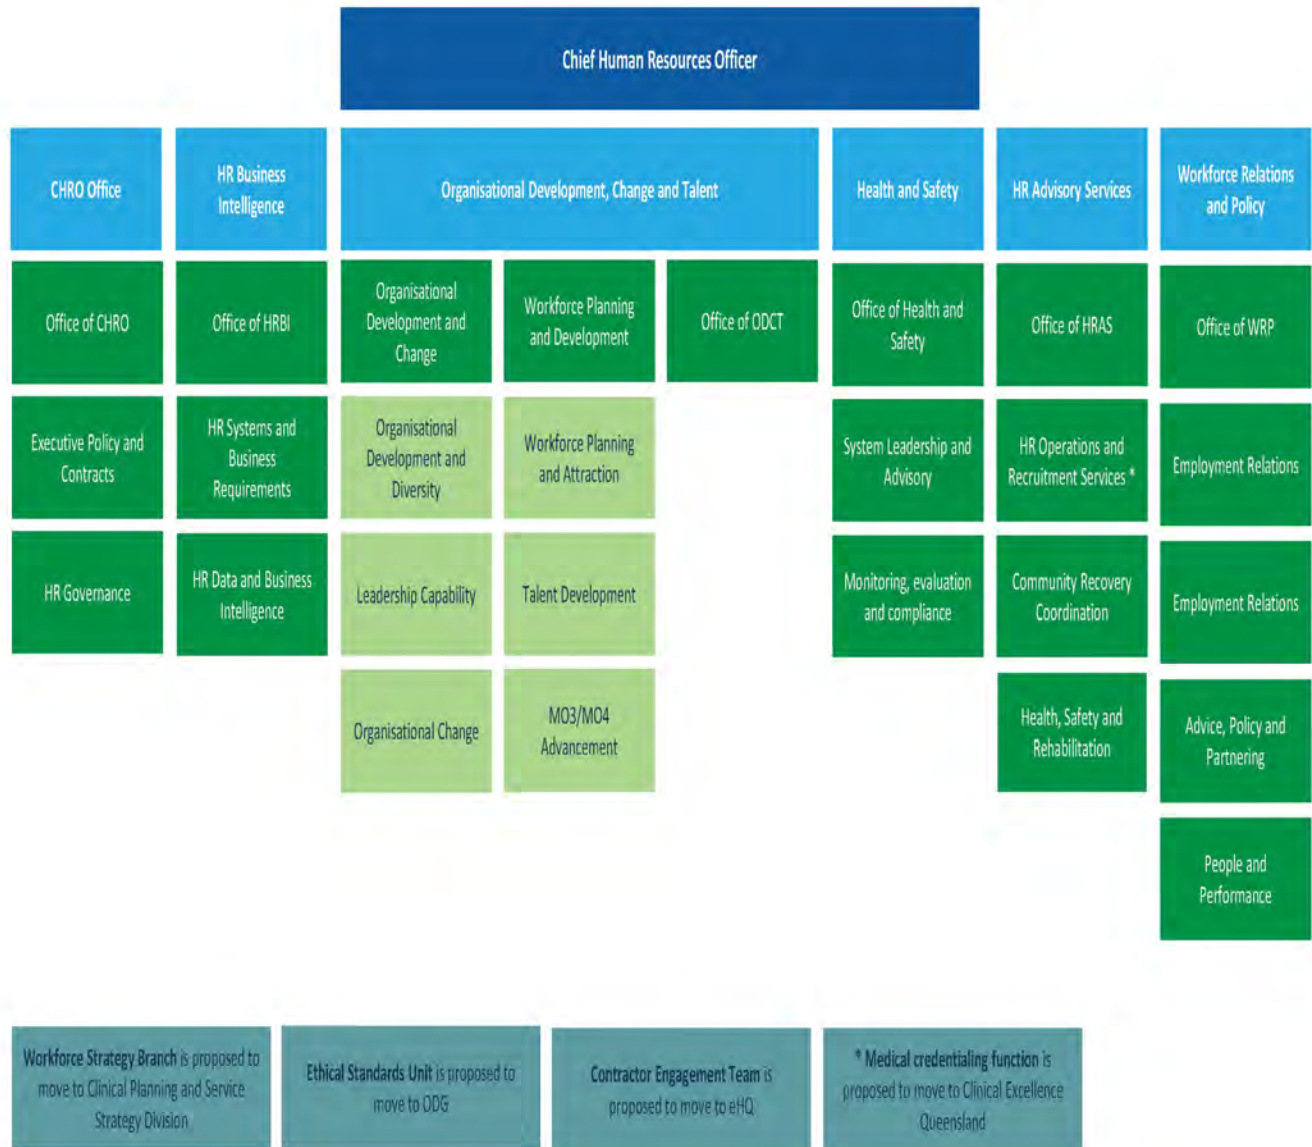 Chief Human Resources Officer
CHRO Office
HR Business
Intelligence
Organisational Development, Change and Talent
Health and Safety
HR Advisory Services
Workforce Relations
and Policy
Office of CHRO
Office of HRBI
Organisational
Development and
Change
Workforce Planning
and Development
Office of ODCT
Office of Health and
Safety
Office of HRAS
Office of WRP
Executive Policy and
Contracts
HR Systems and
Business
Requirements
Organisational
Development and
Diversity
Workforce Planning
and Attraction
System Leadership and
Advisory
HR Operations and
Recruitment Services *
Employment Relations
HR Governance
HR Data and Business
Intelligence
Leadership Capability
Talent Development
Monitoring, evaluation
and compliance
Community Recovery
Coordination
Employment Relations
Organisational Change
MO3/MO4
Advancement
Health, Safety and
Rehabilitation
Advice, Policy and
Partnering
People and
Performance
Workforce Strategy Branch is proposed to
move to Clinical Planning and Service
Strategy Division
Ethical Standards Unit is proposed to
move to ODG
Contractor Engagement Team is
proposed to move to eHQ
* Medical credentialing function is
proposed to move to Clinical Excellence
Queensland